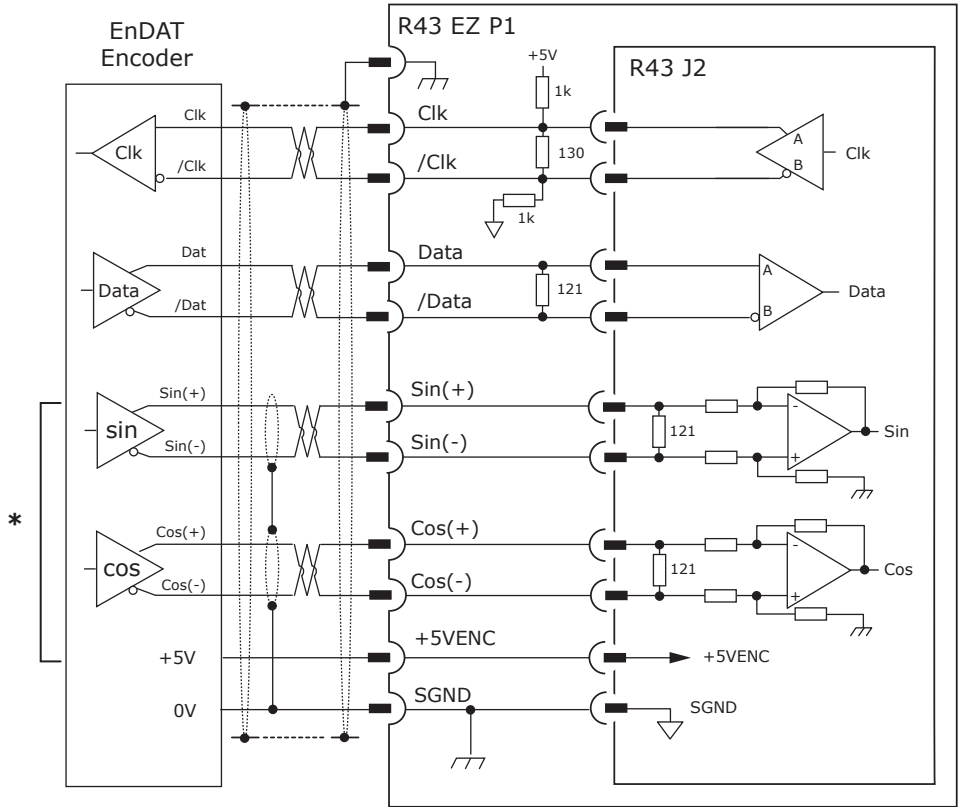 EnDAT
Encoder
R43 EZ P1
R43 J2
+5V
1k
Clk
Clk
Clk
A
B
Clk
/Clk
/Clk
130
1k
Dat
Data
Data
/Dat
/Data
121
A
B
Data
Sin(+)
Sin(+)
sin
Sin(-)
Sin(-)
121
-
+
Sin
*
Cos(+)
Cos(+)
cos
Cos(-)
Cos(-)
121
-
+
Cos
+5V
+5VENC
+5VENC
0V
SGND
SGND